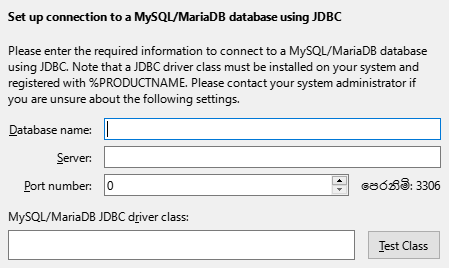 Set up connection to a MySQL/MariaDB database using JDBC
Please enter the required information to connect to a MySQL/MariaDB database
using JDBC. Note that a JDBC driver class must be installed on your system and
registered with %PRODUCTNAME. Please contact your system administrator if
you are unsure about the following settings.
Database name:
Server:
Port number: 0 පෙරනිමි: 3306
MySQL/MariaDB JDBC driver class:
Test Class